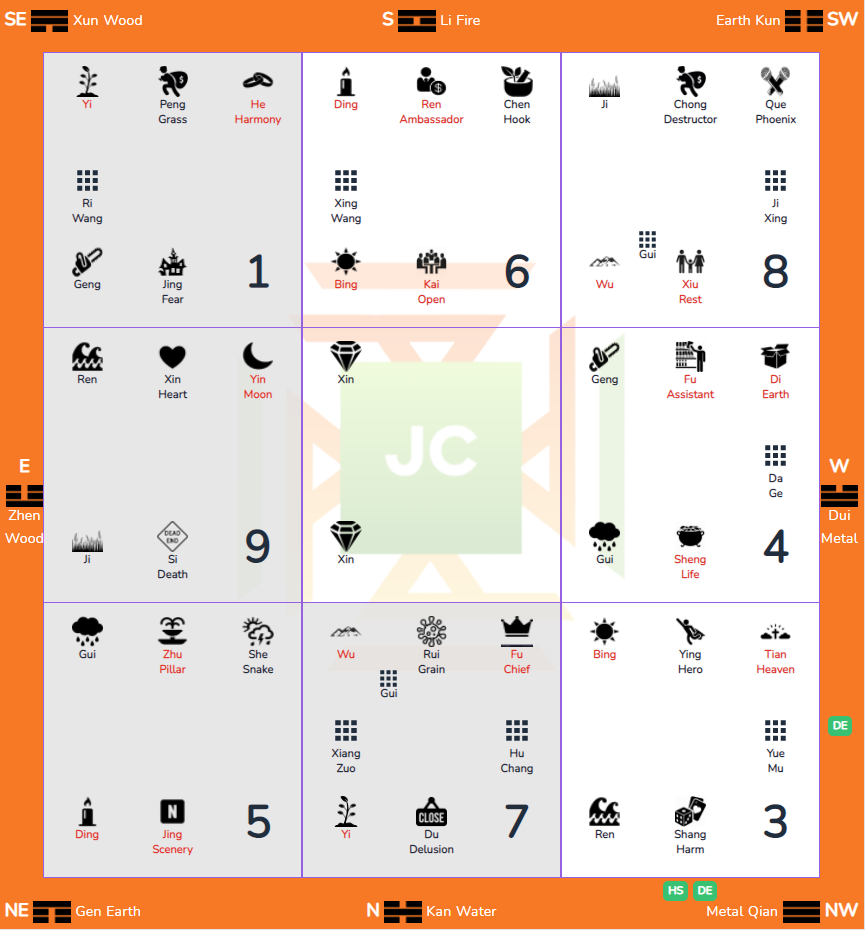 SE Xun Wood
S Li Fire
Earth Kun SW
Yi Peng Grass He Harmony
Ri Wang
Geng Jing Fear 1
Ding Ren Ambassador Chen Hook
Xing Wang
Bing Kai Open 6
Ji Chong Destructor Que Phoenix
Ji Xing
Gui
Wu Xiu Rest 8
E
Zhen
Wood
Ren Xin Heart Yin Moon
Ji DEAD END Si Death 9
Xin
JC
Xin
Geng Fu Assistant Di Earth
Da Ge
Gui Sheng Life 4
W
Dui
Metal
Gui Zhu Pillar She Snake
Ding N Jing Scenery 5
Wu Rui Grain Fu Chief
Gui
Xiang Zuo Hu Chang
Yi CLOSE Du Delusion 7
Bing Ying Hero Tian Heaven
Yue Mu
Ren Shang Harm 3
DE
HS DE
NE Gen Earth
N Kan Water
Metal Qian NW